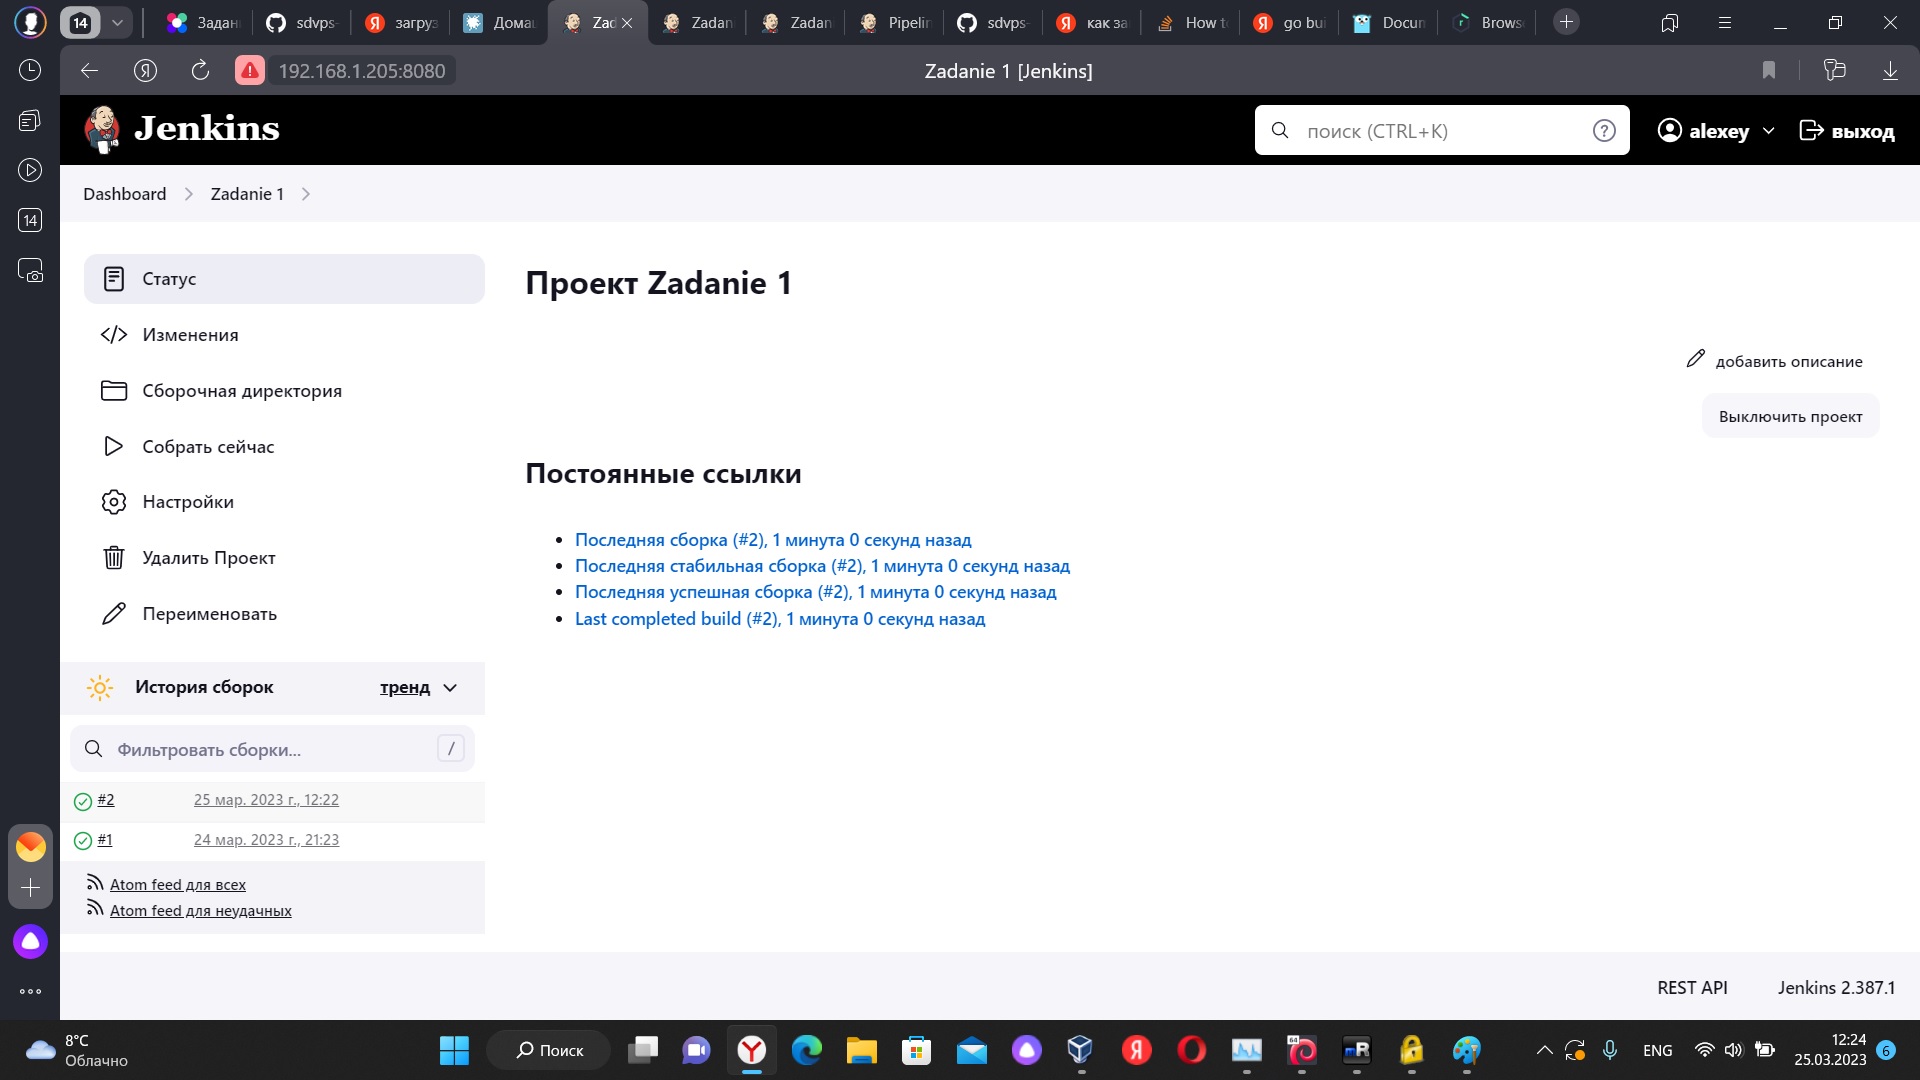 14
Задан
sdvps-
загруз
Домаш
Zad
Zadan
Zadan
Pipelin
sdvps-
как за
How to
go bui
Docum
Brows
192.168.1.205:8080
Zadanie 1 [Jenkins]
14
Jenkins
поиск (CTRL+K)
alexey
выход
Dashboard
Zadanie 1
Статус
Изменения
Сборочная директория
Собрать сейчас
Настройки
Удалить Проект
Переименовать
История сборок
тренд
Фильтровать сборки...
/
#2
25 мар. 2023 г., 12:22
#1
24 мар. 2023 г., 21:23
Atom feed для всех
Atom feed для неудачных
Проект Zadanie 1
добавить описание
Выключить проект
Постоянные ссылки
Последняя сборка (#2), 1 минута 0 секунд назад
Последняя стабильная сборка (#2), 1 минута 0 секунд назад
Последняя успешная сборка (#2), 1 минута 0 секунд назад
Last completed build (#2), 1 минута 0 секунд назад
REST API
Jenkins 2.387.1
8°C
Облачно
Поиск
ENG
12:24
25.03.2023
6